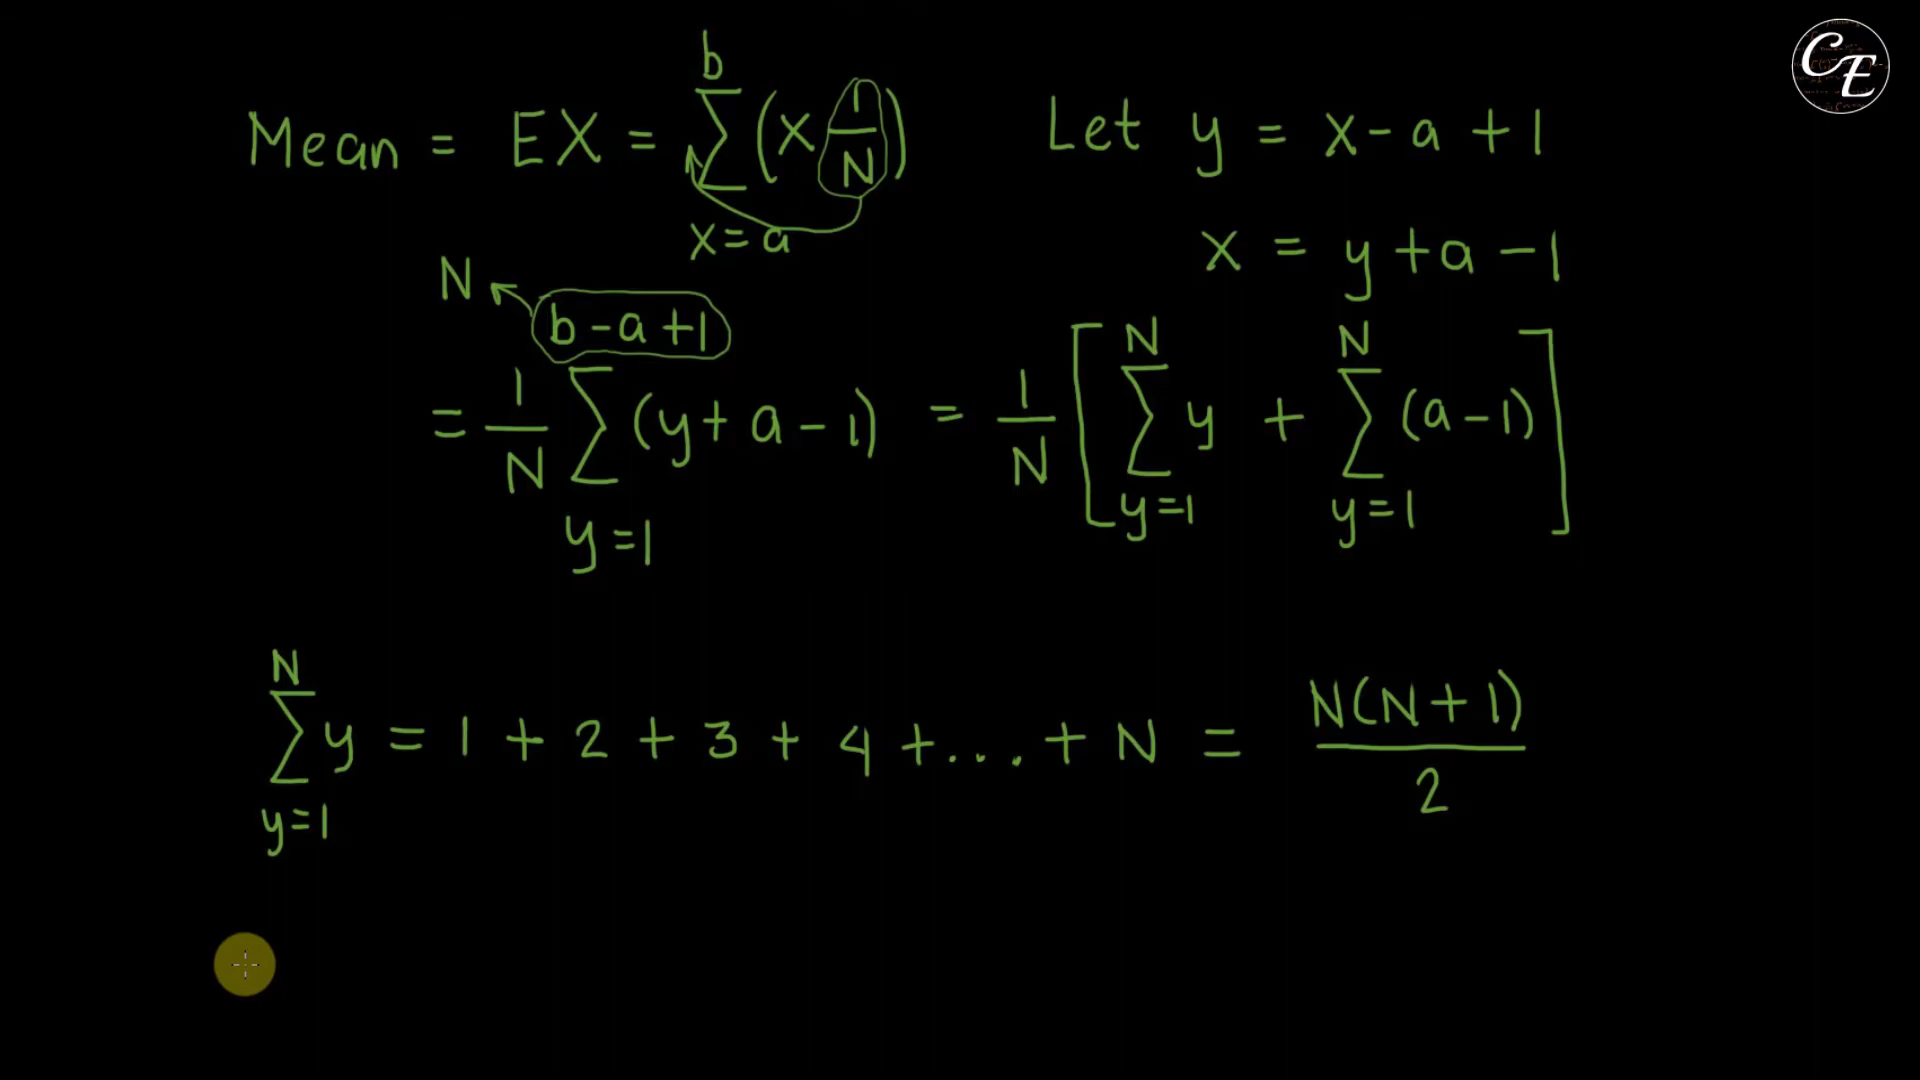 CE
Mean = EX = b ∑ x=a (x 1/N)
Let y = x - a + 1
x = y + a - 1
N
b - a + 1
= 1/N ∑ y=1 (y + a - 1) = 1/N [ N ∑ y=1 y + N ∑ y=1 (a - 1) ]
N ∑ y=1 y = 1 + 2 + 3 + 4 + ... + N = N(N+1)/2